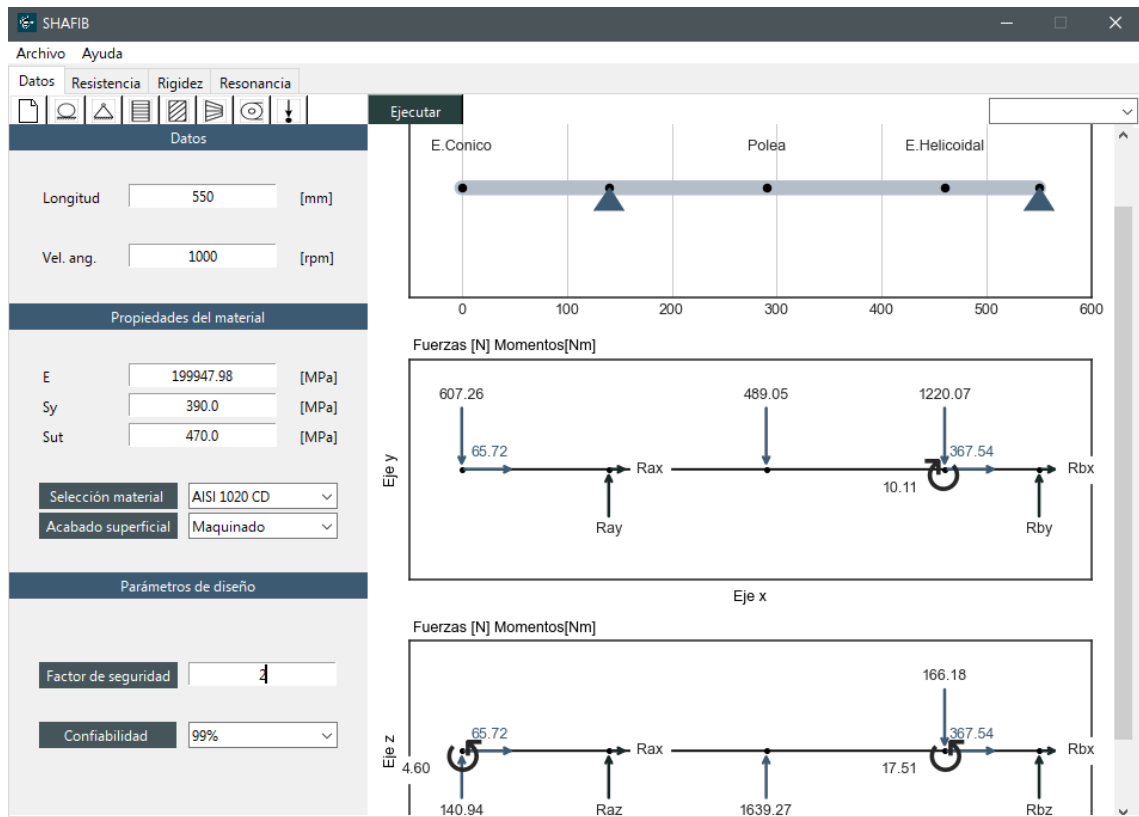 SHAFIB
Archivo Ayuda
Datos Resistencia Rigidez Resonancia
Ejecutar
Datos
Longitud 550 [mm]
Vel. ang. 1000 [rpm]
Propiedades del material
E 199947.98 [MPa]
Sy 390.0 [MPa]
Sut 470.0 [MPa]
Selección material AISI 1020 CD
Acabado superficial Maquinado
Parámetros de diseño
Factor de seguridad 2
Confiabilidad 99%
E.Conico Polea E.Helicoidal
0 100 200 300 400 500 600
Fuerzas [N] Momentos[Nm]
607.26 489.05 1220.07
65.72 367.54
Rax Rbx
10.11
Ray Rby
Eje y
Eje x
Fuerzas [N] Momentos[Nm]
166.18
65.72 367.54
Rax Rbx
4.60 17.51
140.94 Raz 1639.27 Rbz
Eje z